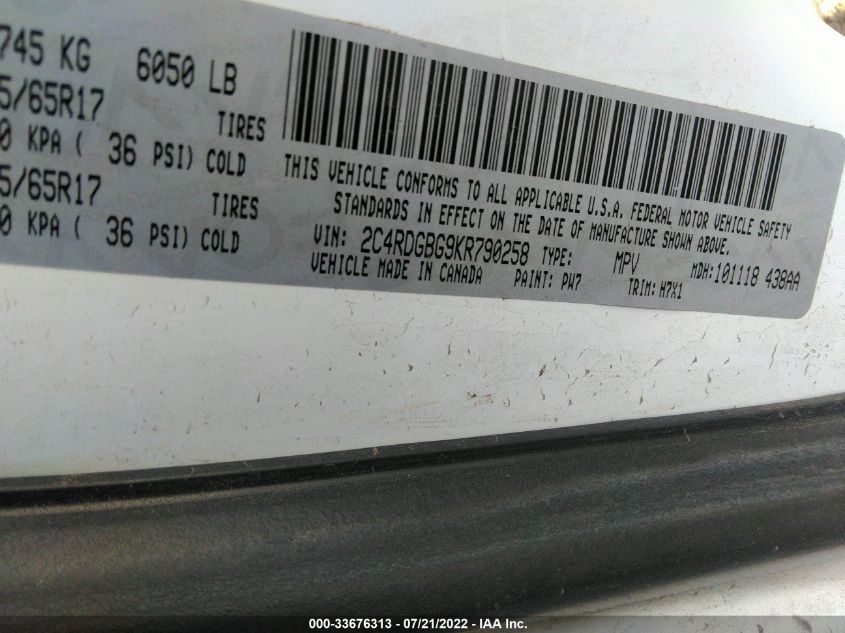 745 KG 6050 LB
5/65R17 TIRES
0 KPA ( 36 PSI) COLD
5/65R17 TIRES
0 KPA ( 36 PSI) COLD
THIS VEHICLE CONFORMS TO ALL APPLICABLE U.S.A. FEDERAL MOTOR VEHICLE SAFETY
STANDARDS IN EFFECT ON THE DATE OF MANUFACTURE SHOWN ABOVE.
VIN: 2C4RDGBG9KR790258 TYPE: MPV MDH:101118 438AA
VEHICLE MADE IN CANADA PAINT: PW7 TRIM: H7X1
000-33676313 - 07/21/2022 - IAA, Inc.